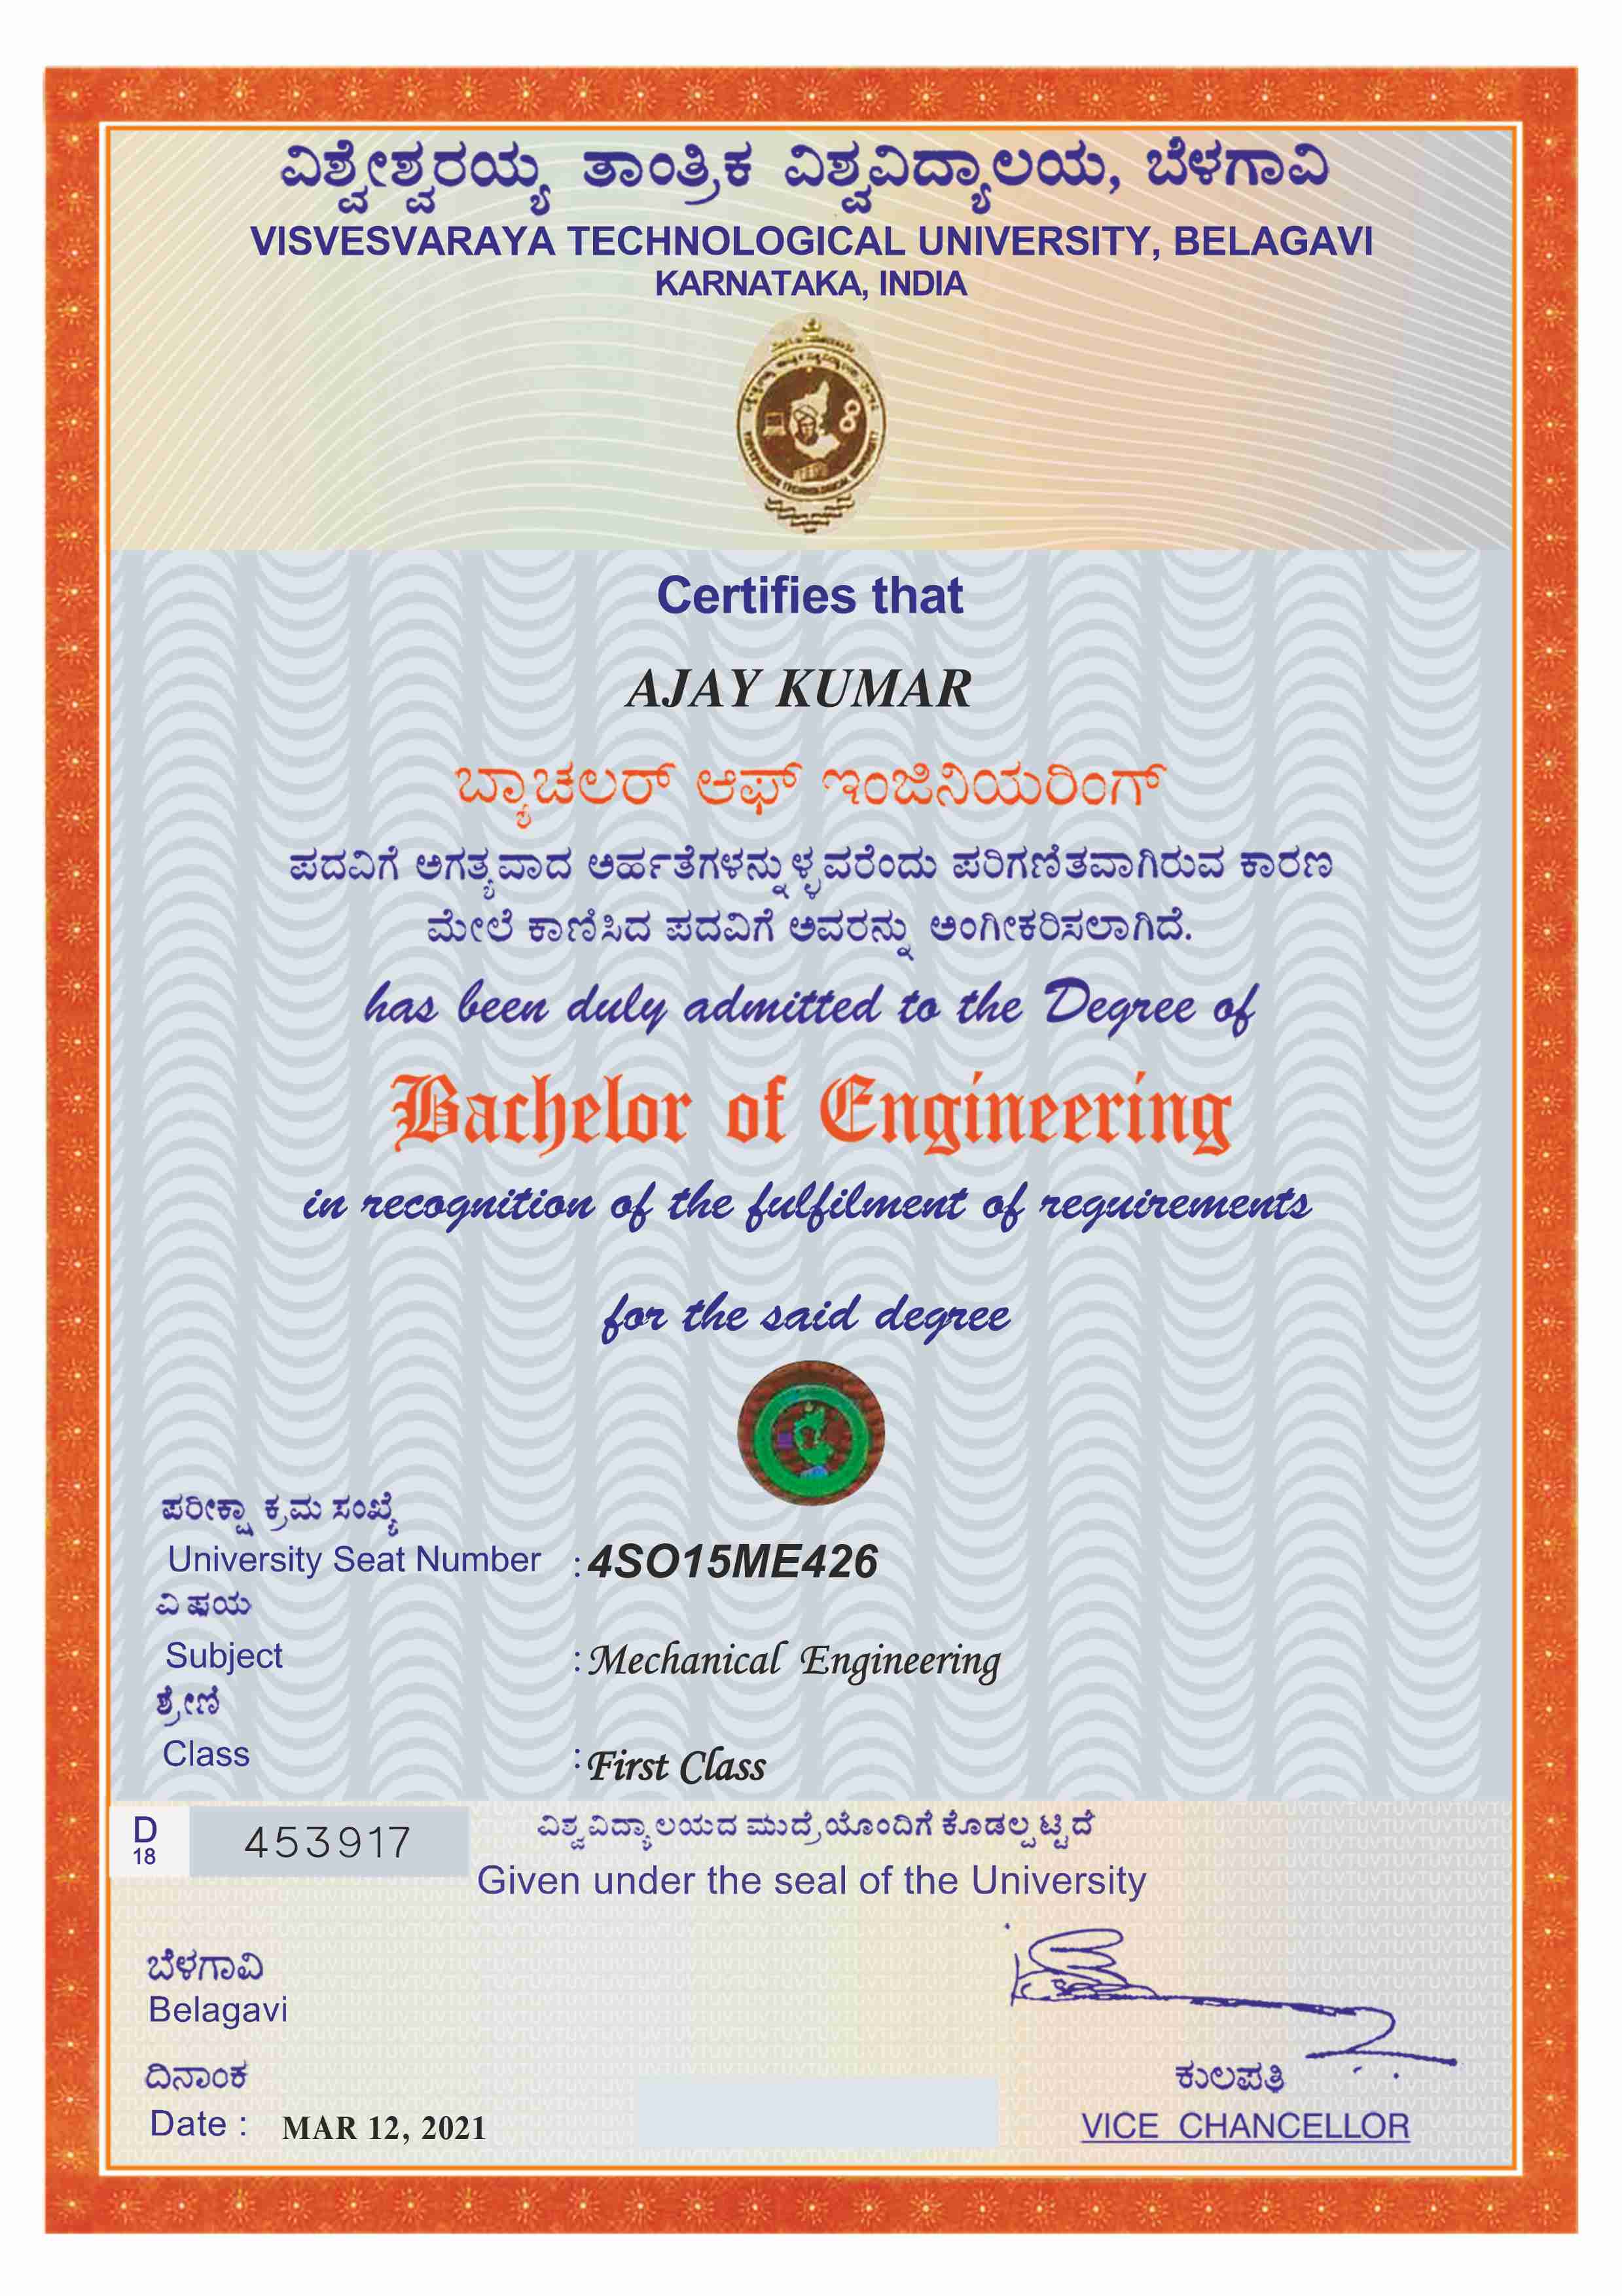 ವಿಶ್ವೇಶ್ವರಯ್ಯ ತಾಂತ್ರಿಕ ವಿಶ್ವವಿದ್ಯಾಲಯ, ಬೆಳಗಾವಿ
VISVESVARAYA TECHNOLOGICAL UNIVERSITY, BELAGAVI
KARNATAKA, INDIA
Certifies that
AJAY KUMAR
ಬ್ಯಾಚಲರ್ ಆಫ್ ಇಂಜಿನಿಯರಿಂಗ್
ಪದವಿಗೆ ಅಗತ್ಯವಾದ ಅರ್ಹತೆಗಳನ್ನುಳ್ಳವರೆಂದು ಪರಿಗಣಿತವಾಗಿರುವ ಕಾರಣ
ಮೇಲೆ ಕಾಣಿಸಿದ ಪದವಿಗೆ ಅವರನ್ನು ಅಂಗೀಕರಿಸಲಾಗಿದೆ.
has been duly admitted to the Degree of
Bachelor of Engineering
in recognition of the fulfilment of requirements
for the said degree
ಪರೀಕ್ಷಾ ಕ್ರಮ ಸಂಖ್ಯೆ
University Seat Number : 4SO15ME426
ವಿಷಯ
Subject : Mechanical Engineering
ಶ್ರೇಣಿ
Class : First Class
D 18 453917
ವಿಶ್ವವಿದ್ಯಾಲಯದ ಮುದ್ರೆಯೊಂದಿಗೆ ಕೊಡಲ್ಪಟ್ಟಿದೆ
Given under the seal of the University
ಬೆಳಗಾವಿ
Belagavi
ದಿನಾಂಕ
Date : MAR 12, 2021
ಕುಲಪತಿ
VICE CHANCELLOR